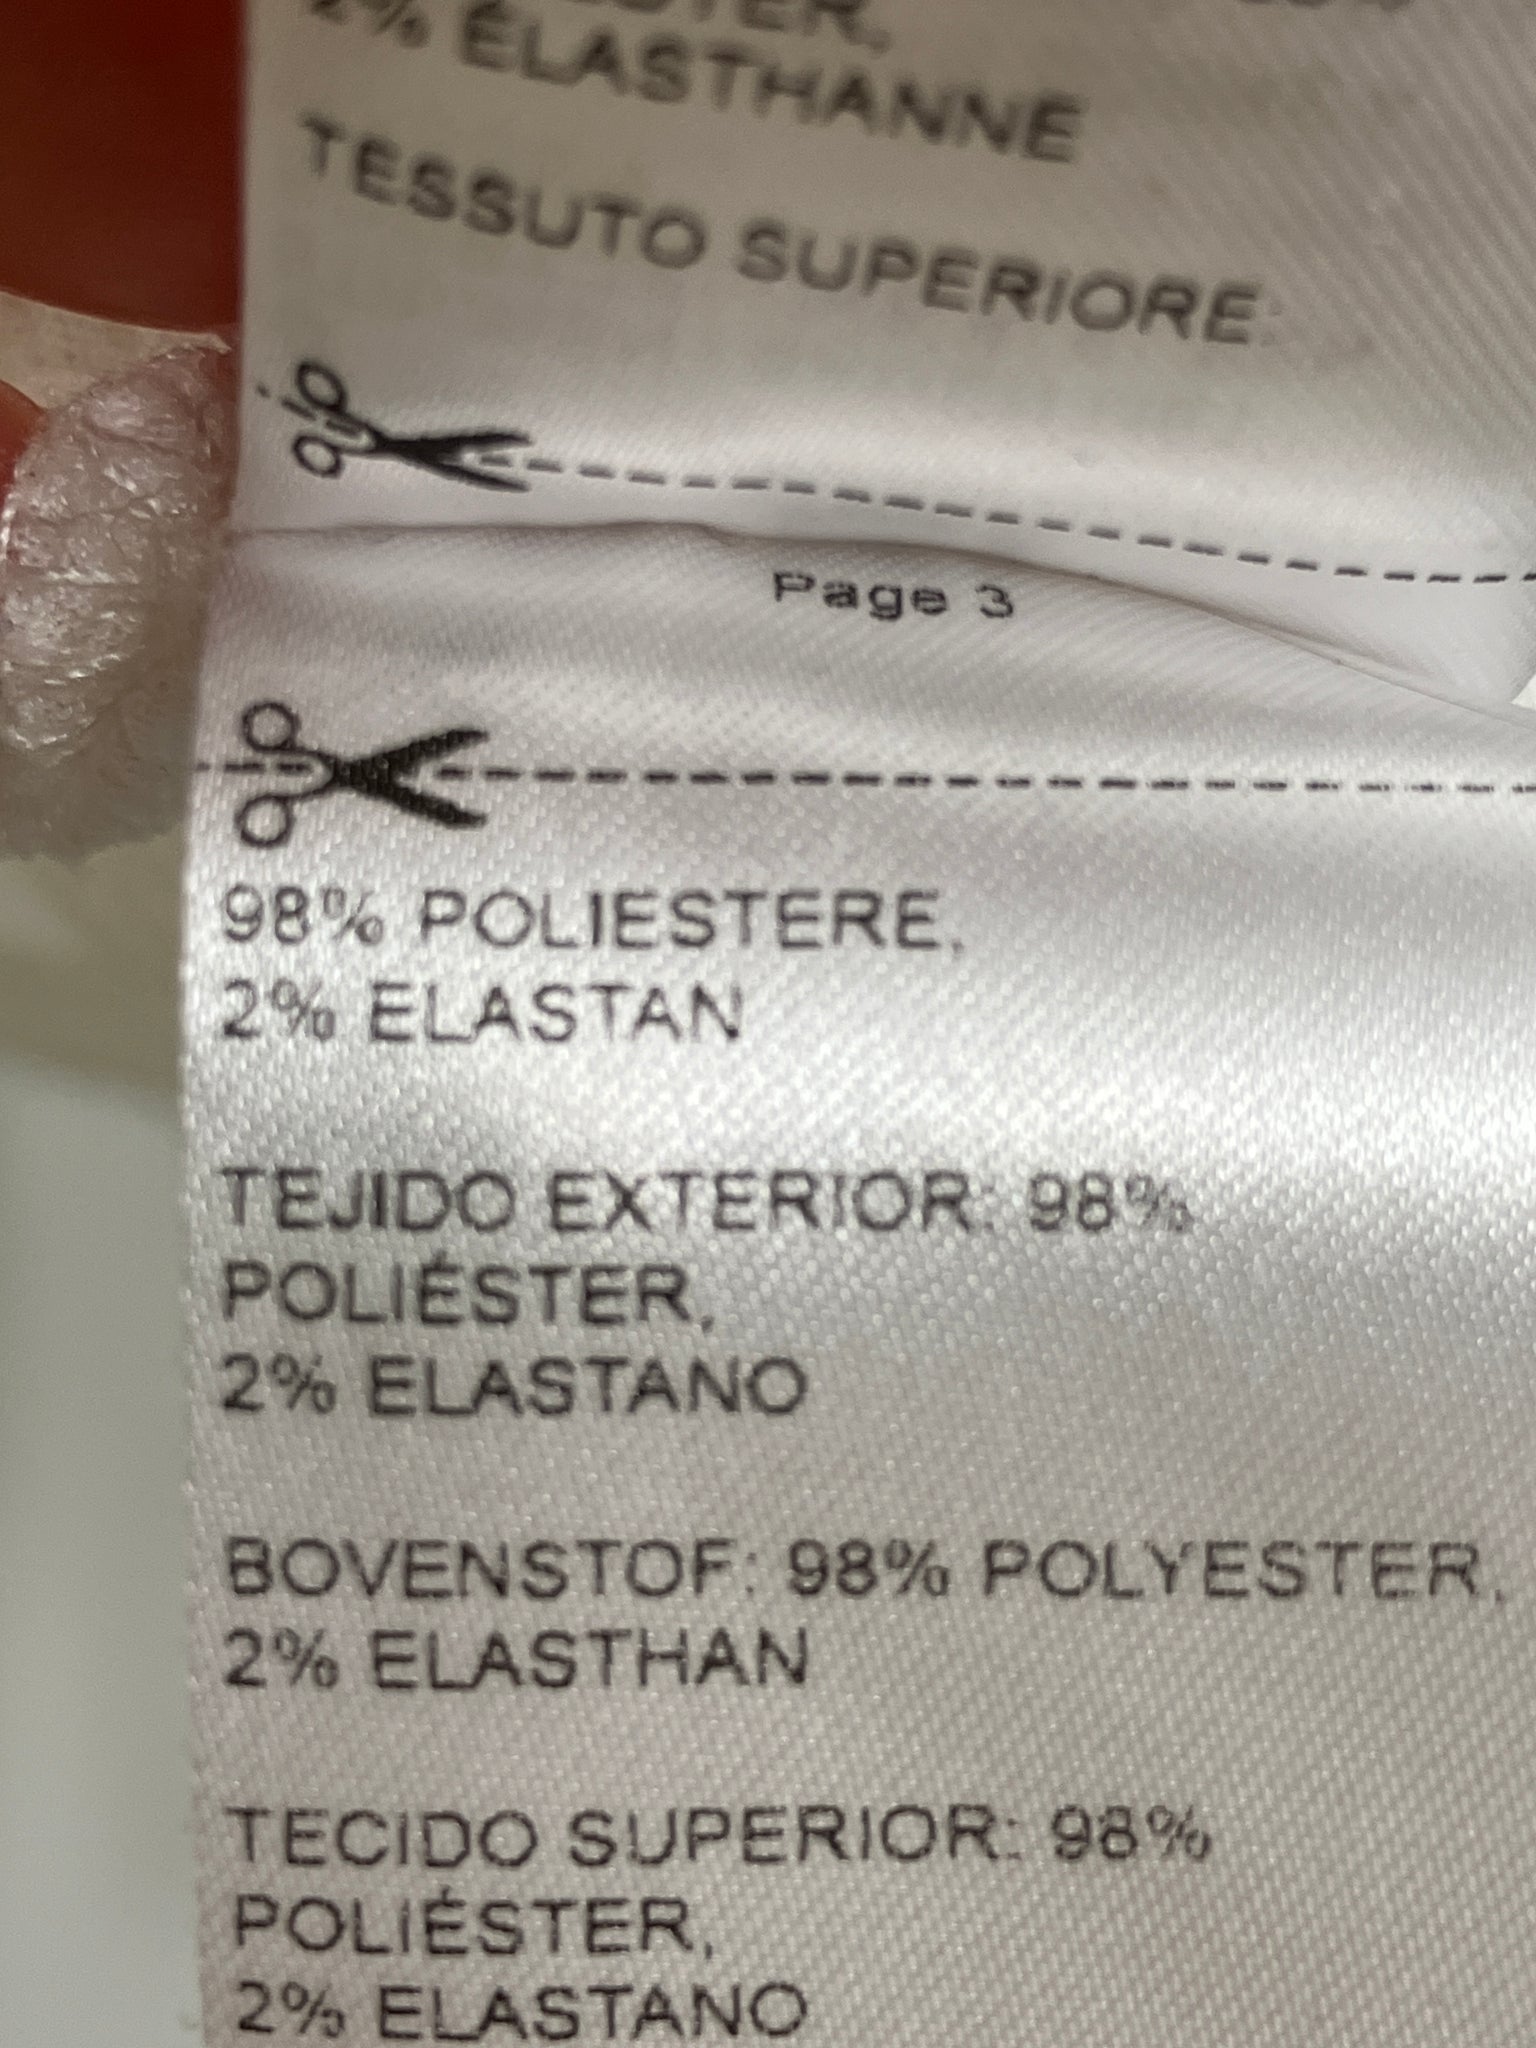 2% ÉLASTHANNE
TESSUTO SUPERIORE:
Page 3
98% POLIESTERE,
2% ELASTAN
TEJIDO EXTERIOR: 98%
POLIÉSTER,
2% ELASTANO
BOVENSTOF: 98% POLYESTER,
2% ELASTHAN
TECIDO SUPERIOR: 98%
POLIÉSTER,
2% ELASTANO